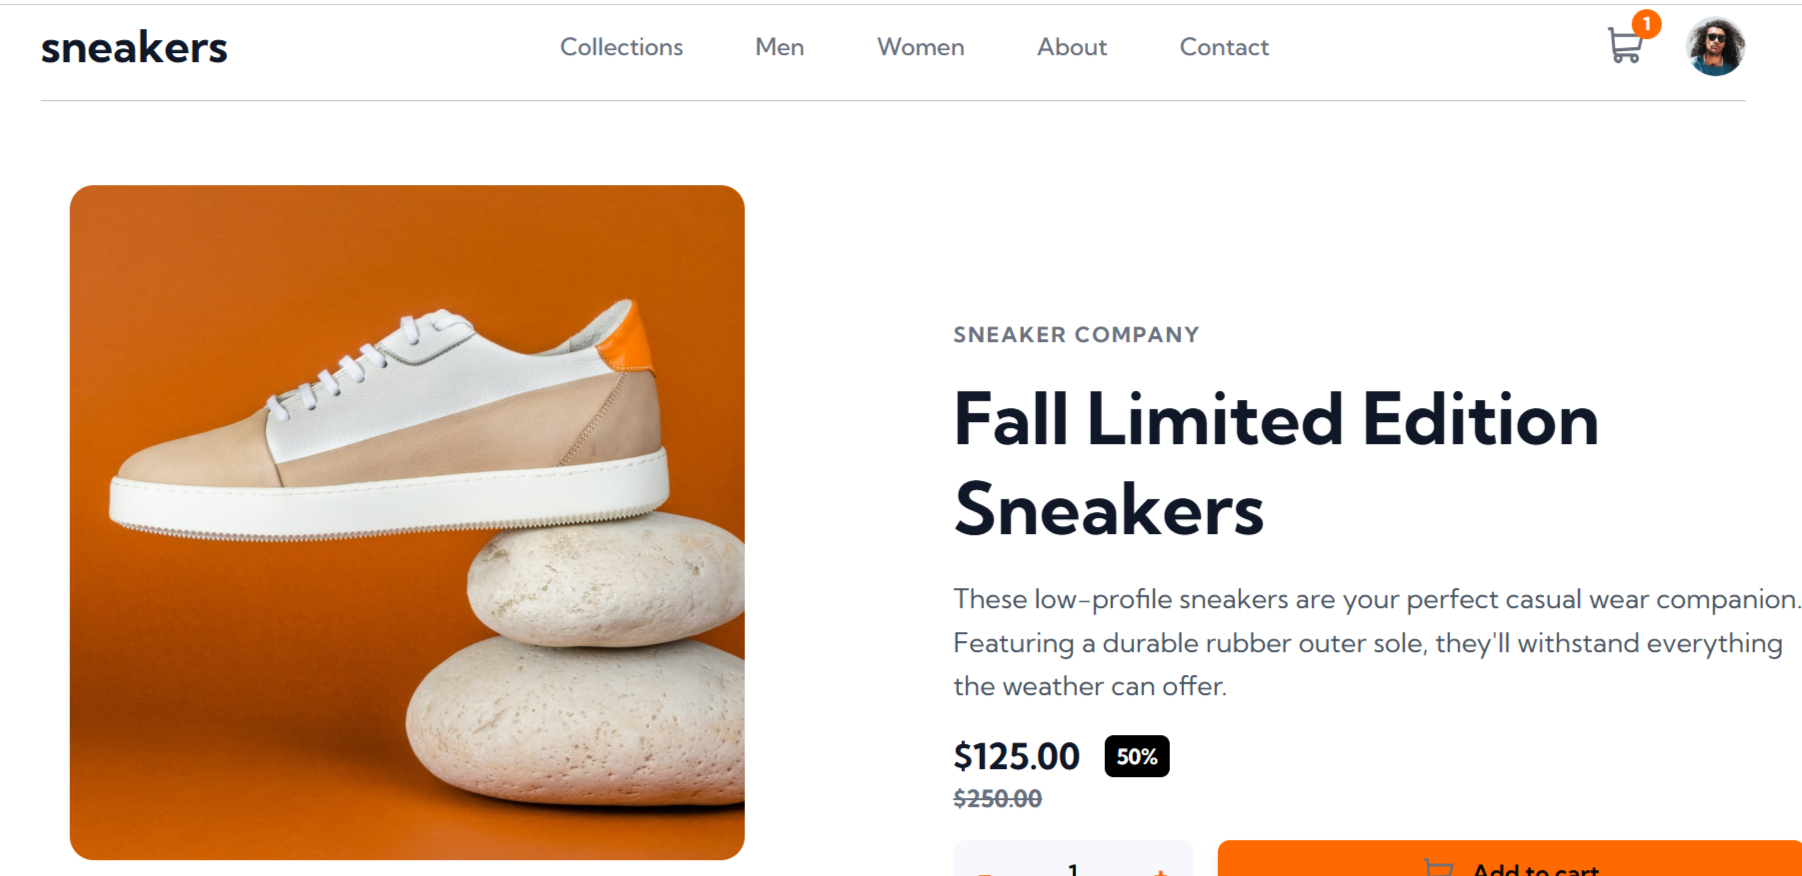 sneakers
Collections Men Women About Contact
1
SNEAKER COMPANY
Fall Limited Edition
Sneakers
These low-profile sneakers are your perfect casual wear companion.
Featuring a durable rubber outer sole, they'll withstand everything
the weather can offer.
$125.00 50%
$250.00
- 1 + Add to cart